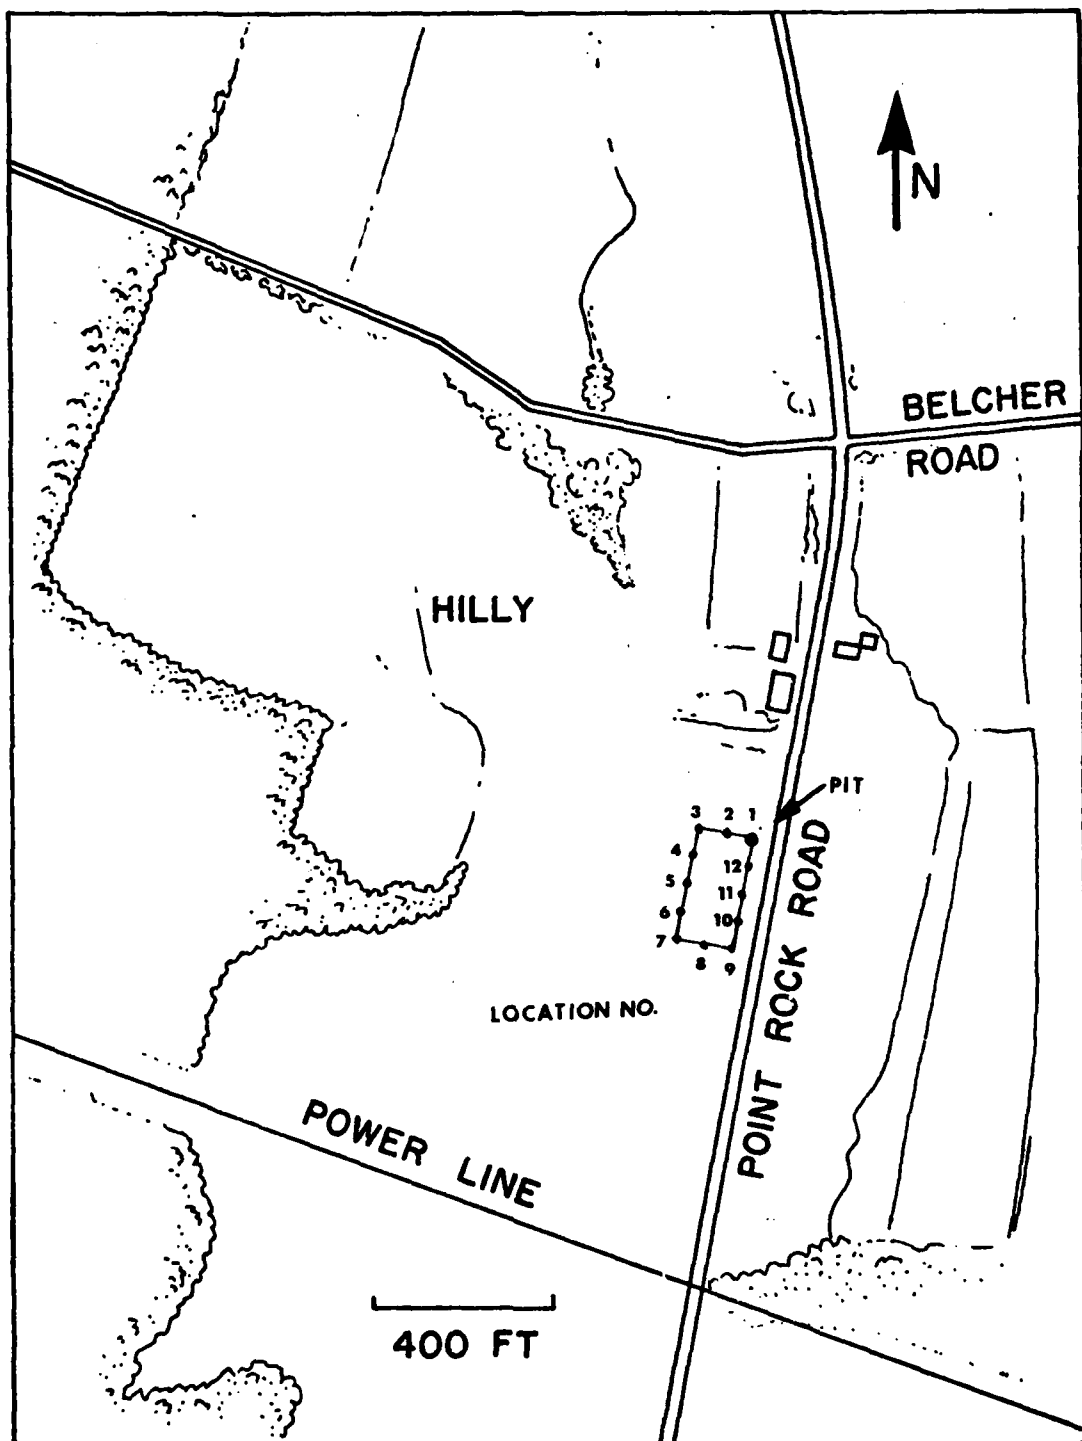 N
BELCHER
ROAD
HILLY
PIT
3 2 1
4 12
5 11
6 10
7 8 9
LOCATION NO.
POINT ROCK ROAD
POWER LINE
400 FT